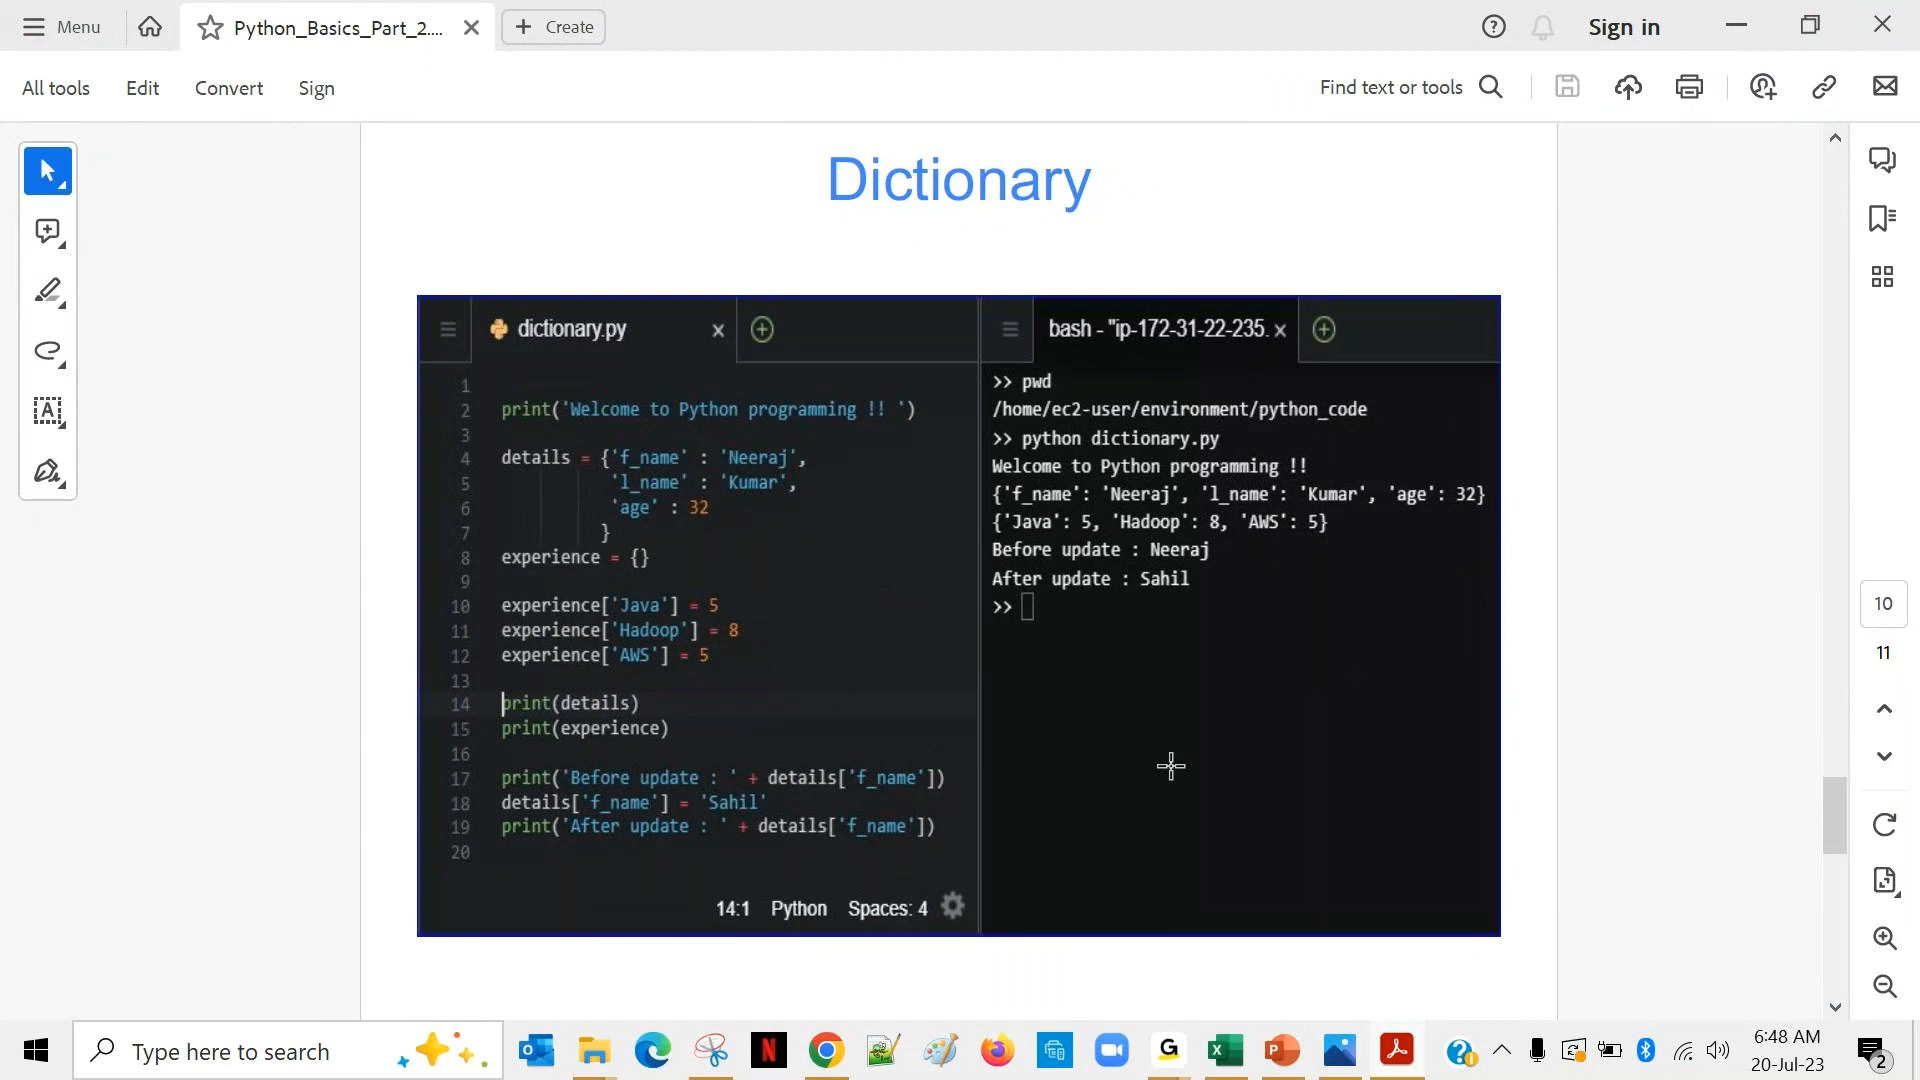 Menu
Python_Basics_Part_2....
Create
Sign in
All tools
Edit
Convert
Sign
Find text or tools
Dictionary
dictionary.py
1
2 print('Welcome to Python programming !! ')
3
4 details = {'f_name' : 'Neeraj',
5 'l_name' : 'Kumar',
6 'age' : 32
7 }
8 experience = {}
9
10 experience['Java'] = 5
11 experience['Hadoop'] = 8
12 experience['AWS'] = 5
13
14 print(details)
15 print(experience)
16
17 print('Before update : ' + details['f_name'])
18 details['f_name'] = 'Sahil'
19 print('After update : ' + details['f_name'])
20
14:1 Python Spaces: 4
bash - "ip-172-31-22-235.
>> pwd
/home/ec2-user/environment/python_code
>> python dictionary.py
Welcome to Python programming !!
{'f_name': 'Neeraj', 'l_name': 'Kumar', 'age': 32}
{'Java': 5, 'Hadoop': 8, 'AWS': 5}
Before update : Neeraj
After update : Sahil
>>
10
11
Type here to search
6:48 AM
20-Jul-23
2